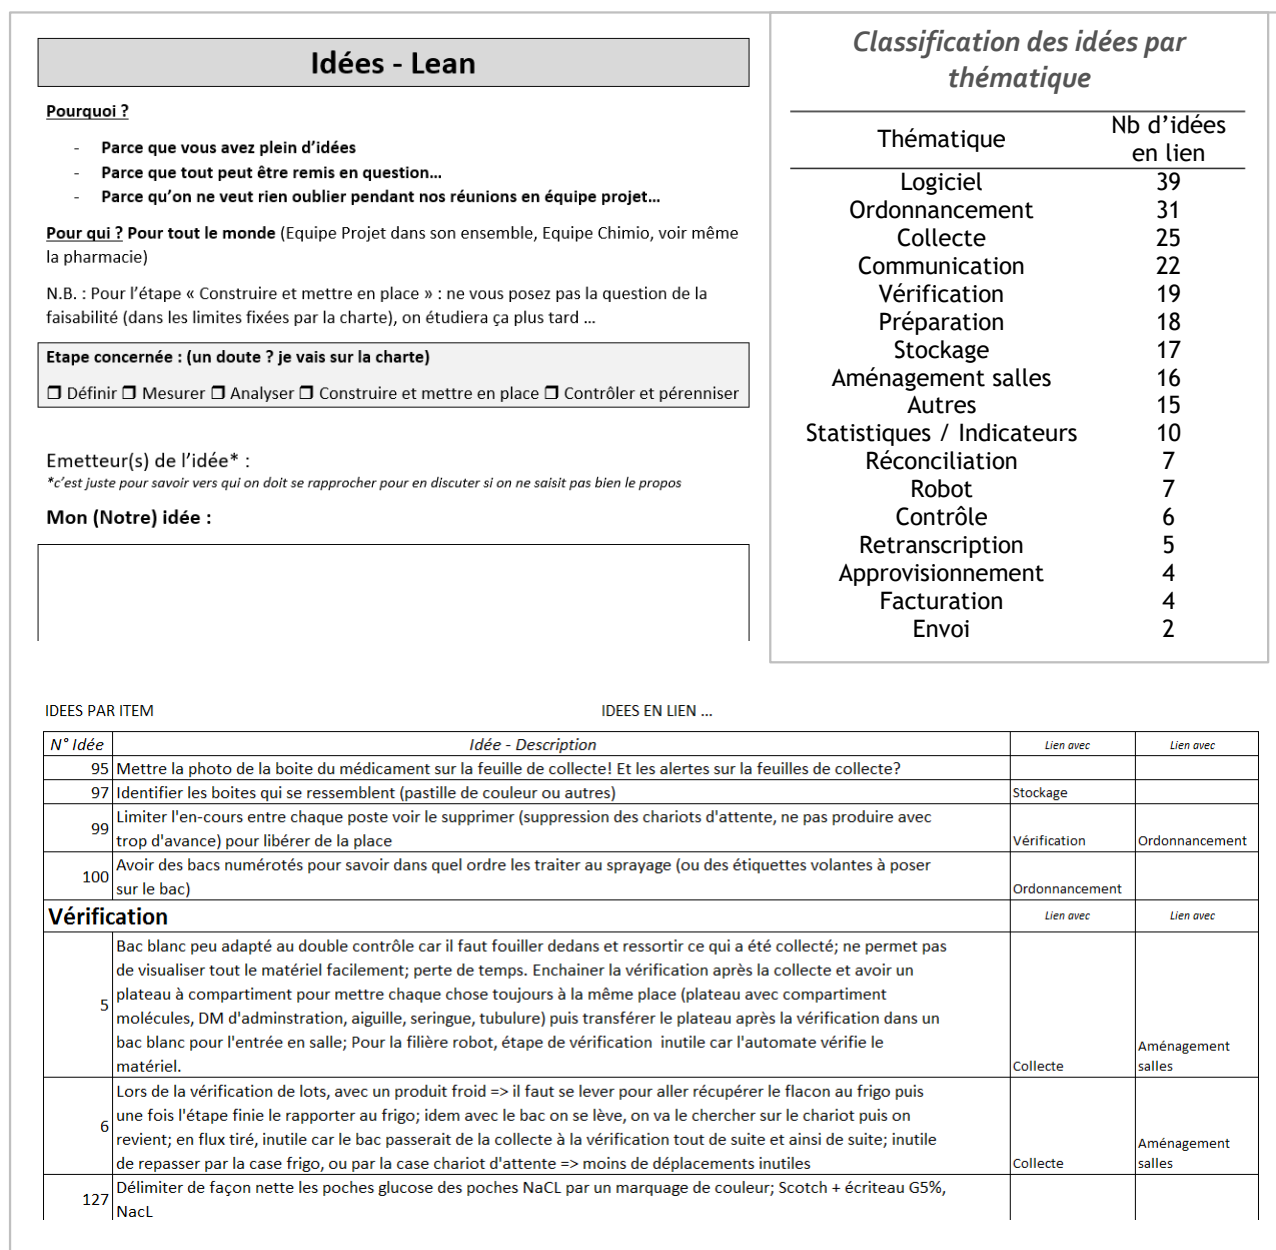 Idées - Lean
Pourquoi ?
- Parce que vous avez plein d'idées
- Parce que tout peut être remis en question…
- Parce qu'on ne veut rien oublier pendant nos réunions en équipe projet…
Pour qui ? Pour tout le monde (Equipe Projet dans son ensemble, Equipe Chimio, voir même
la pharmacie)
N.B. : Pour l'étape « Construire et mettre en place » : ne vous posez pas la question de la
faisabilité (dans les limites fixées par la charte), on étudiera ça plus tard …
Etape concernée : (un doute ? je vais sur la charte)
❒ Définir ❒ Mesurer ❒ Analyser ❒ Construire et mettre en place ❒ Contrôler et pérenniser
Emetteur(s) de l'idée* :
*c'est juste pour savoir vers qui on doit se rapprocher pour en discuter si on ne saisit pas bien le propos
Mon (Notre) idée :
Classification des idées par
thématique
Thématique Nb d'idées
en lien
Logiciel 39
Ordonnancement 31
Collecte 25
Communication 22
Vérification 19
Préparation 18
Stockage 17
Aménagement salles 16
Autres 15
Statistiques / Indicateurs 10
Réconciliation 7
Robot 7
Contrôle 6
Retranscription 5
Approvisionnement 4
Facturation 4
Envoi 2
IDEES PAR ITEM IDEES EN LIEN ...
N° Idée Idée - Description Lien avec Lien avec
95 Mettre la photo de la boite du médicament sur la feuille de collecte! Et les alertes sur la feuilles de collecte?
97 Identifier les boites qui se ressemblent (pastille de couleur ou autres) Stockage
99 Limiter l'en-cours entre chaque poste voir le supprimer (suppression des chariots d'attente, ne pas produire avec
trop d'avance) pour libérer de la place Vérification Ordonnancement
100 Avoir des bacs numérotés pour savoir dans quel ordre les traiter au sprayage (ou des étiquettes volantes à poser
sur le bac) Ordonnancement
Vérification Lien avec Lien avec
5 Bac blanc peu adapté au double contrôle car il faut fouiller dedans et ressortir ce qui a été collecté; ne permet pas
de visualiser tout le matériel facilement; perte de temps. Enchainer la vérification après la collecte et avoir un
plateau à compartiment pour mettre chaque chose toujours à la même place (plateau avec compartiment
molécules, DM d'adminstration, aiguille, seringue, tubulure) puis transférer le plateau après la vérification dans un
bac blanc pour l'entrée en salle; Pour la filière robot, étape de vérification inutile car l'automate vérifie le
matériel. Collecte Aménagement
salles
6 Lors de la vérification de lots, avec un produit froid => il faut se lever pour aller récupérer le flacon au frigo puis
une fois l'étape finie le rapporter au frigo; idem avec le bac on se lève, on va le chercher sur le chariot puis on
revient; en flux tiré, inutile car le bac passerait de la collecte à la vérification tout de suite et ainsi de suite; inutile
de repasser par la case frigo, ou par la case chariot d'attente => moins de déplacements inutiles Collecte Aménagement
salles
127 Délimiter de façon nette les poches glucose des poches NaCL par un marquage de couleur; Scotch + écriteau G5%,
NacL